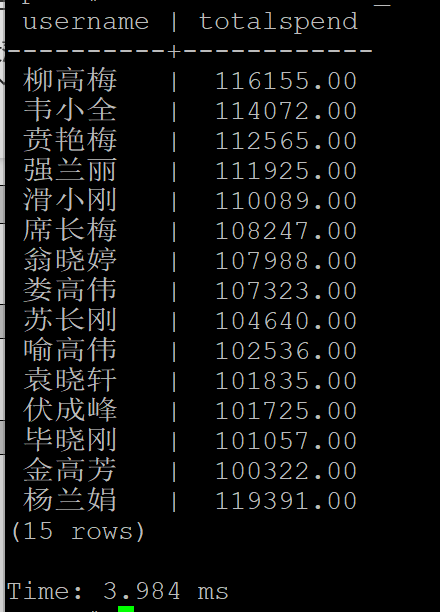 username | totalspend
----------+------------
柳高梅 | 116155.00
韦小全 | 114072.00
贲艳梅 | 112565.00
强兰丽 | 111925.00
滑小刚 | 110089.00
席长梅 | 108247.00
翁晓婷 | 107988.00
娄高伟 | 107323.00
苏长刚 | 104640.00
喻高伟 | 102536.00
袁晓轩 | 101835.00
伏成峰 | 101725.00
毕晓刚 | 101057.00
金高芳 | 100322.00
杨兰娟 | 119391.00
(15 rows)
Time: 3.984 ms